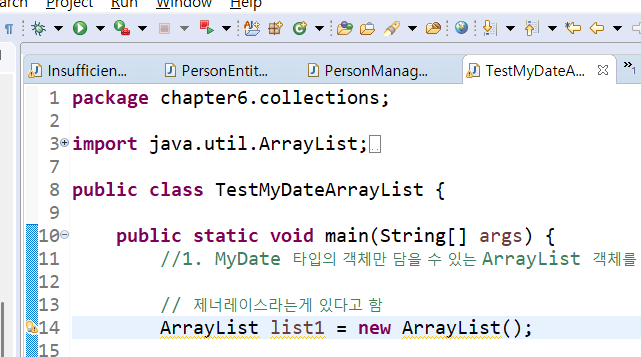 Run Window Help
Insufficien...
PersonEntit...
PersonManag...
TestMyDateA...
1 package chapter6.collections;
2
3 import java.util.ArrayList;
7
8 public class TestMyDateArrayList {
9
10 public static void main(String[] args) {
11 //1. MyDate 타입의 객체만 담을 수 있는 ArrayList 객체를
12
13 // 제너레이스라는게 있다고 함
14 ArrayList list1 = new ArrayList();
15